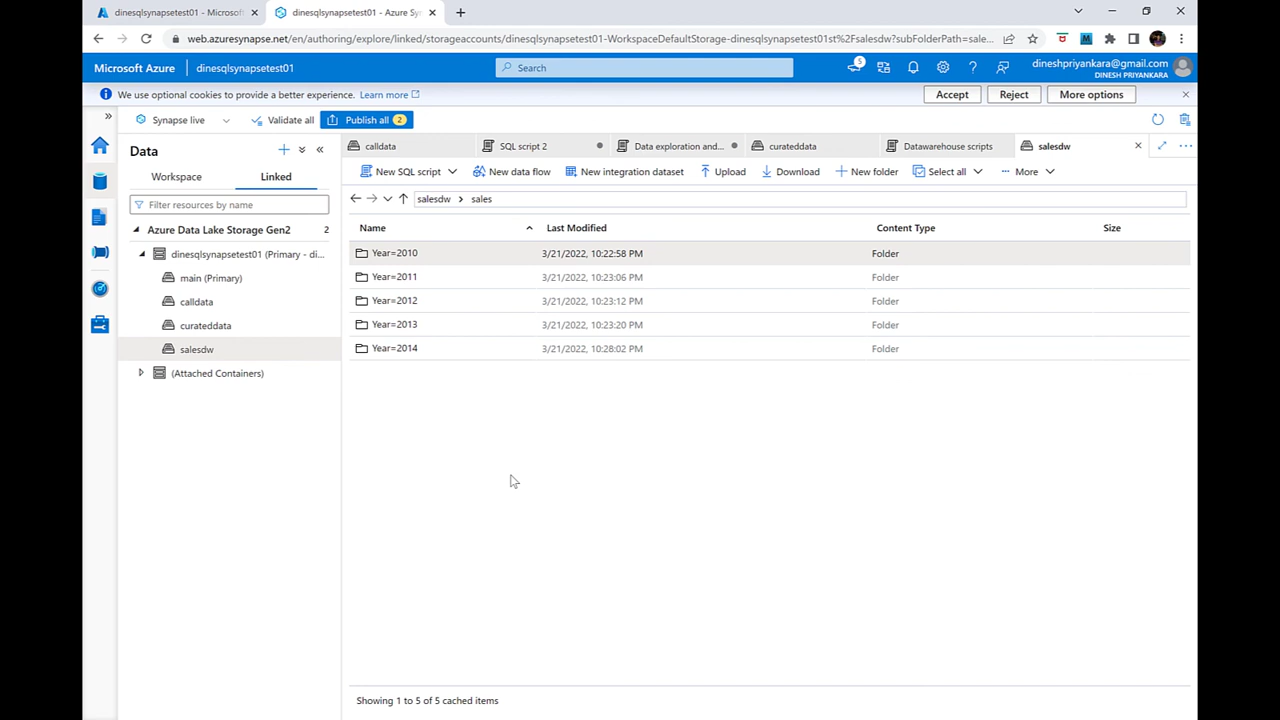 dinesqlsynapsetest01 - Microsof
dinesqlsynapsetest01 - Azure Sy
web.azuresynapse.net/en/authoring/explore/linked/storageaccounts/dinesqlsynapsetest01-WorkspaceDefaultStorage-dinesqlsynapsetest01st%2Fsalesdw?subFolderPath=sale...
Microsoft Azure
dinesqlsynapsetest01
Search
5
dineshpriyankara@gmail.com
DINESH PRIYANKARA
We use optional cookies to provide a better experience. Learn more
Accept
Reject
More options
Synapse live
Validate all
Publish all 2
Data
Workspace
Linked
Filter resources by name
Azure Data Lake Storage Gen2 2
dinesqlsynapsetest01 (Primary - di...
main (Primary)
calldata
curateddata
salesdw
(Attached Containers)
calldata
SQL script 2
Data exploration and...
curateddata
Datawarehouse scripts
salesdw
New SQL script
New data flow
New integration dataset
Upload
Download
New folder
Select all
More
salesdw > sales
Name Last Modified Content Type Size
Year=2010 3/21/2022, 10:22:58 PM Folder
Year=2011 3/21/2022, 10:23:06 PM Folder
Year=2012 3/21/2022, 10:23:12 PM Folder
Year=2013 3/21/2022, 10:23:20 PM Folder
Year=2014 3/21/2022, 10:28:02 PM Folder
Showing 1 to 5 of 5 cached items